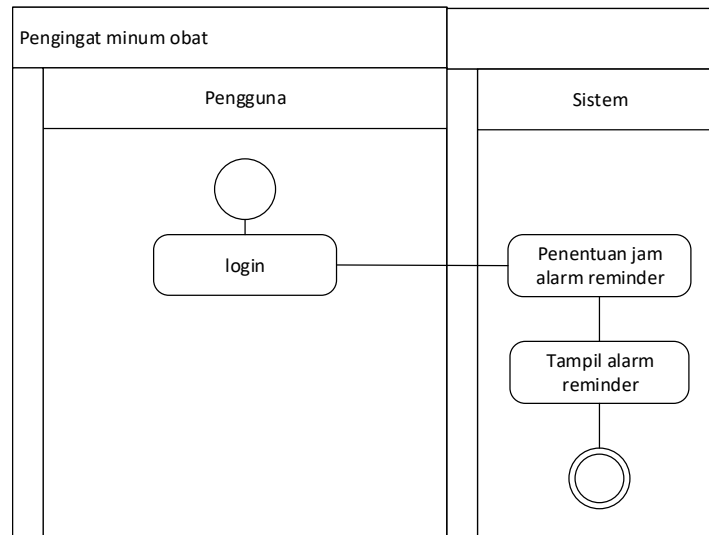 Pengingat minum obat
Pengguna
Sistem
login
Penentuan jam
alarm reminder
Tampil alarm
reminder